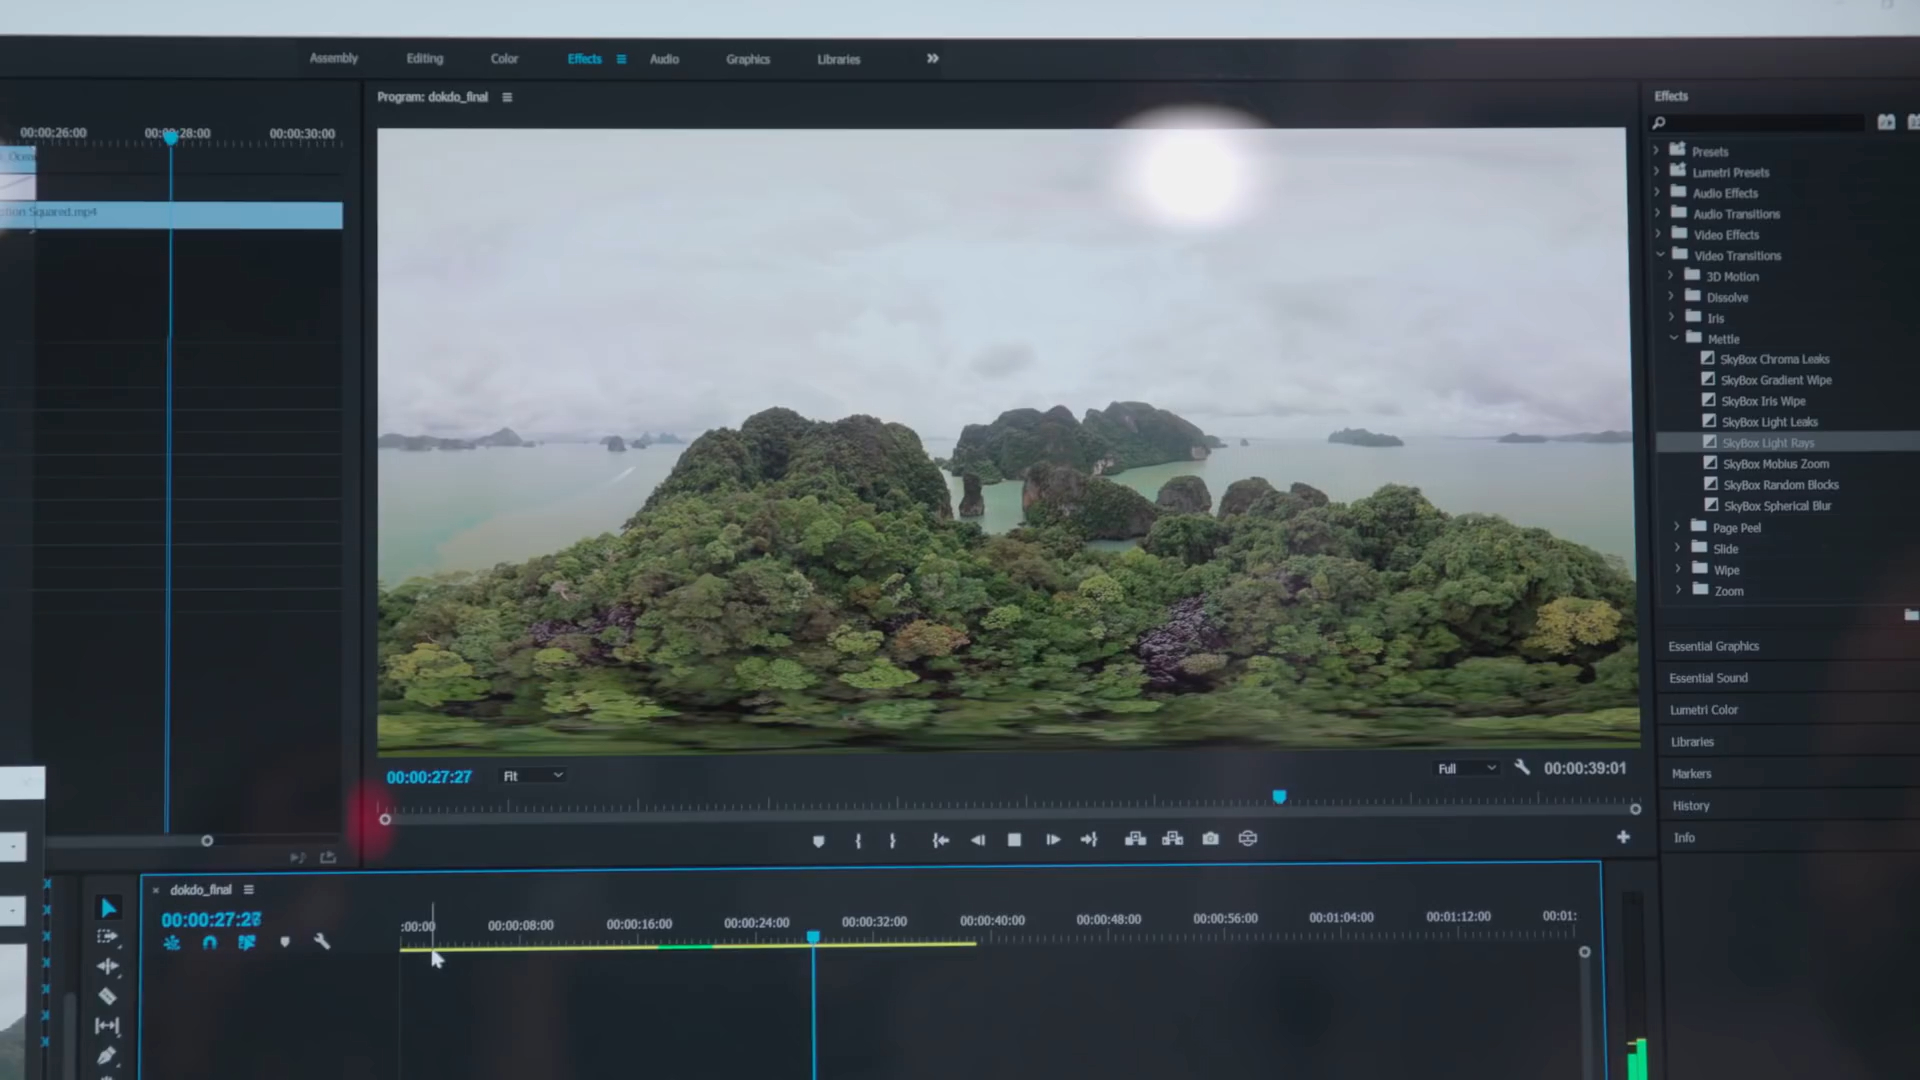 Assembly
Editing
Color
Effects
Audio
Graphics
Libraries
Program: dokdo_final
00:00:26:00
00:00:28:00
00:00:30:00
ction Squared.mp4
00:00:27:27
Fit
Full
00:00:39:01
Effects
Presets
Lumetri Presets
Audio Effects
Audio Transitions
Video Effects
Video Transitions
3D Motion
Dissolve
Iris
Mettle
SkyBox Chroma Leaks
SkyBox Gradient Wipe
SkyBox Iris Wipe
SkyBox Light Leaks
SkyBox Light Rays
SkyBox Mobius Zoom
SkyBox Random Blocks
SkyBox Spherical Blur
Page Peel
Slide
Wipe
Zoom
Essential Graphics
Essential Sound
Lumetri Color
Libraries
Markers
History
Info
dokdo_final
00:00:27:27
:00:00
00:00:08:00
00:00:16:00
00:00:24:00
00:00:32:00
00:00:40:00
00:00:48:00
00:00:56:00
00:01:04:00
00:01:12:00
00:01: